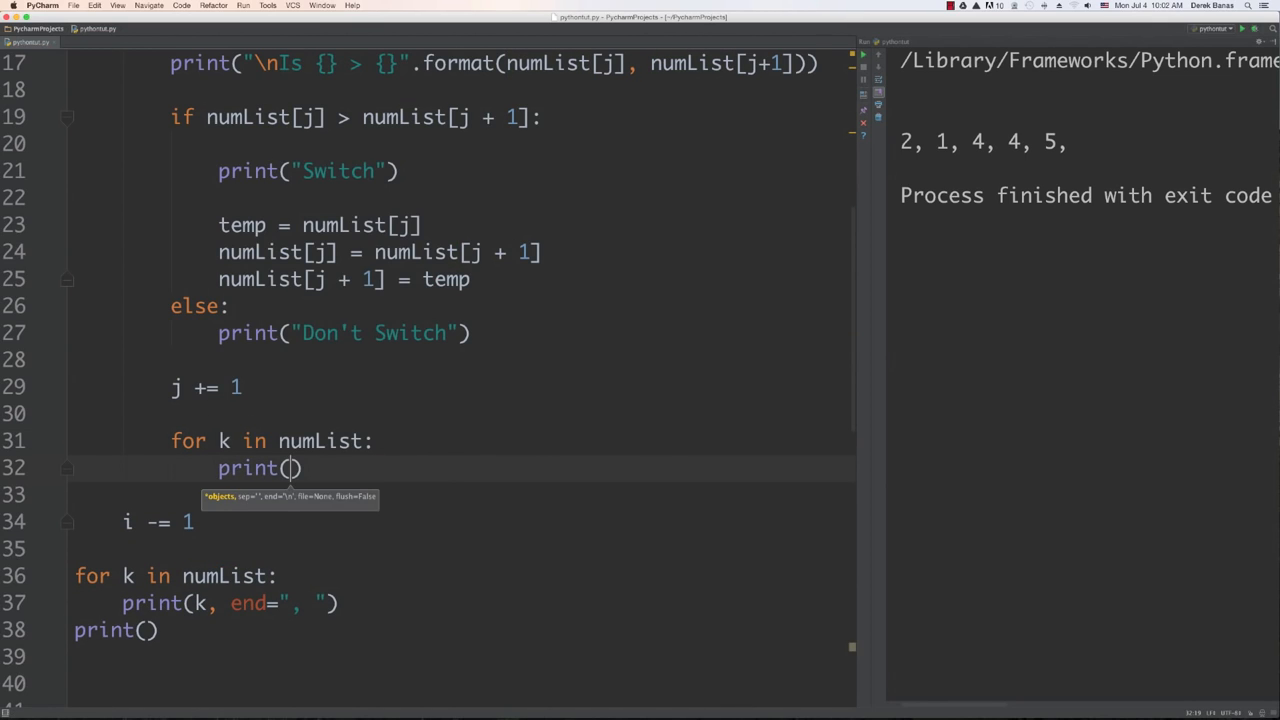 PyCharm File Edit View Navigate Code Refactor Run Tools VCS Window Help
10 Mon Jul 4 10:02 AM Derek Banas
pythontut.py - PycharmProjects - [~/PycharmProjects]
PycharmProjects pythontut.py
pythontut
pythontut.py
Run: pythontut
17 print("\nIs {} > {}".format(numList[j], numList[j+1]))
18
19 if numList[j] > numList[j + 1]:
20
21 print("Switch")
22
23 temp = numList[j]
24 numList[j] = numList[j + 1]
25 numList[j + 1] = temp
26 else:
27 print("Don't Switch")
28
29 j += 1
30
31 for k in numList:
32 print()
*objects, sep=' ', end='\n', file=None, flush=False
33
34 i -= 1
35
36 for k in numList:
37 print(k, end=", ")
38 print()
39
40
/Library/Frameworks/Python.frame
2, 1, 4, 4, 5,
Process finished with exit code
32:19 LF÷ UTF-8÷